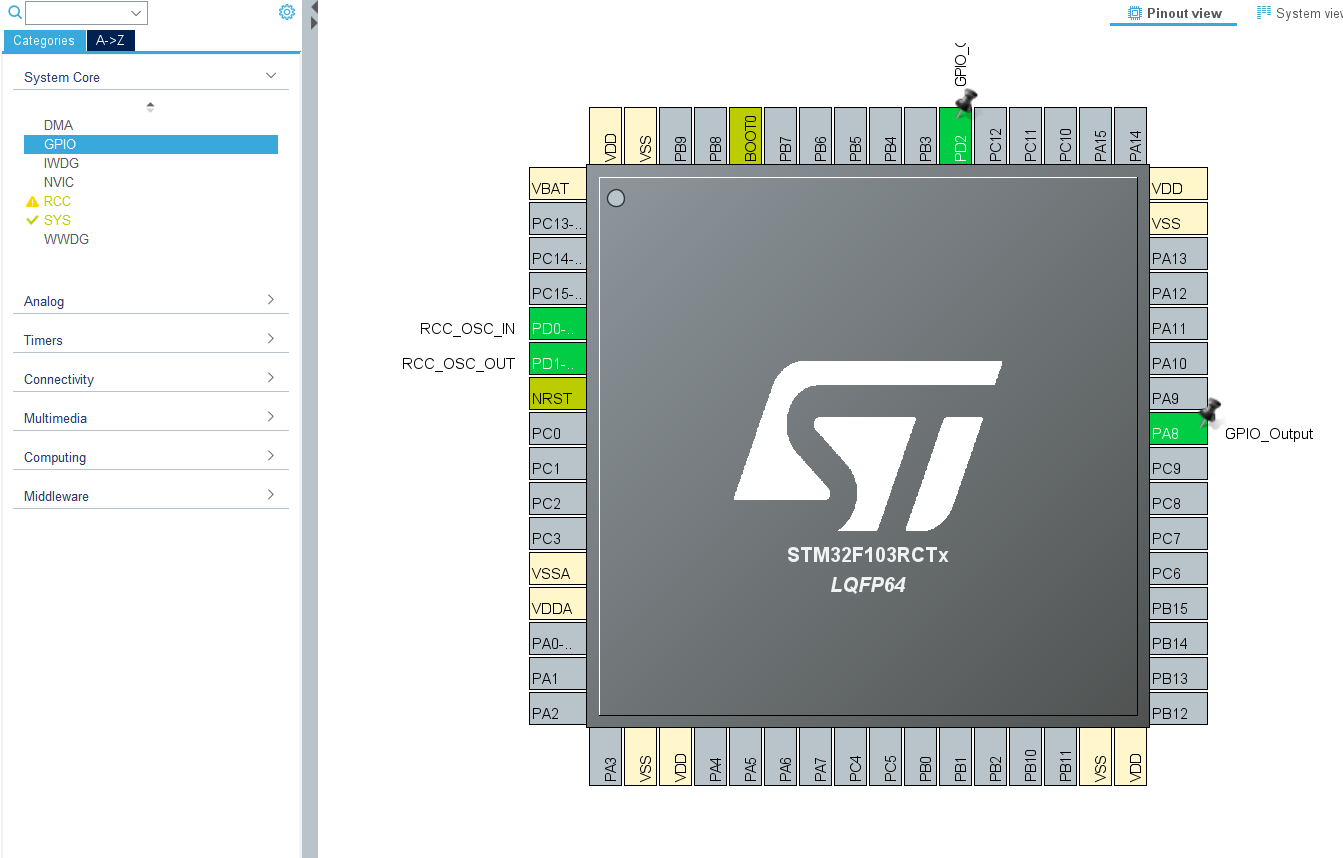 Pinout view
System view
Categories
A->Z
System Core
DMA
GPIO
IWDG
NVIC
RCC
SYS
WWDG
Analog
Timers
Connectivity
Multimedia
Computing
Middleware
GPIO_
VDD
VSS
PB9
PB8
BOOT0
PB7
PB6
PB5
PB4
PB3
PD2
PC12
PC11
PC10
PA15
PA14
VBAT
PC13-..
PC14-..
PC15-..
RCC_OSC_IN PD0-..
RCC_OSC_OUT PD1-..
NRST
PC0
PC1
PC2
PC3
VSSA
VDDA
PA0-..
PA1
PA2
ST
STM32F103RCTx
LQFP64
VDD
VSS
PA13
PA12
PA11
PA10
PA9
PA8 GPIO_Output
PC9
PC8
PC7
PC6
PB15
PB14
PB13
PB12
PA3
VSS
VDD
PA4
PA5
PA6
PA7
PC4
PC5
PB0
PB1
PB2
PB10
PB11
VSS
VDD